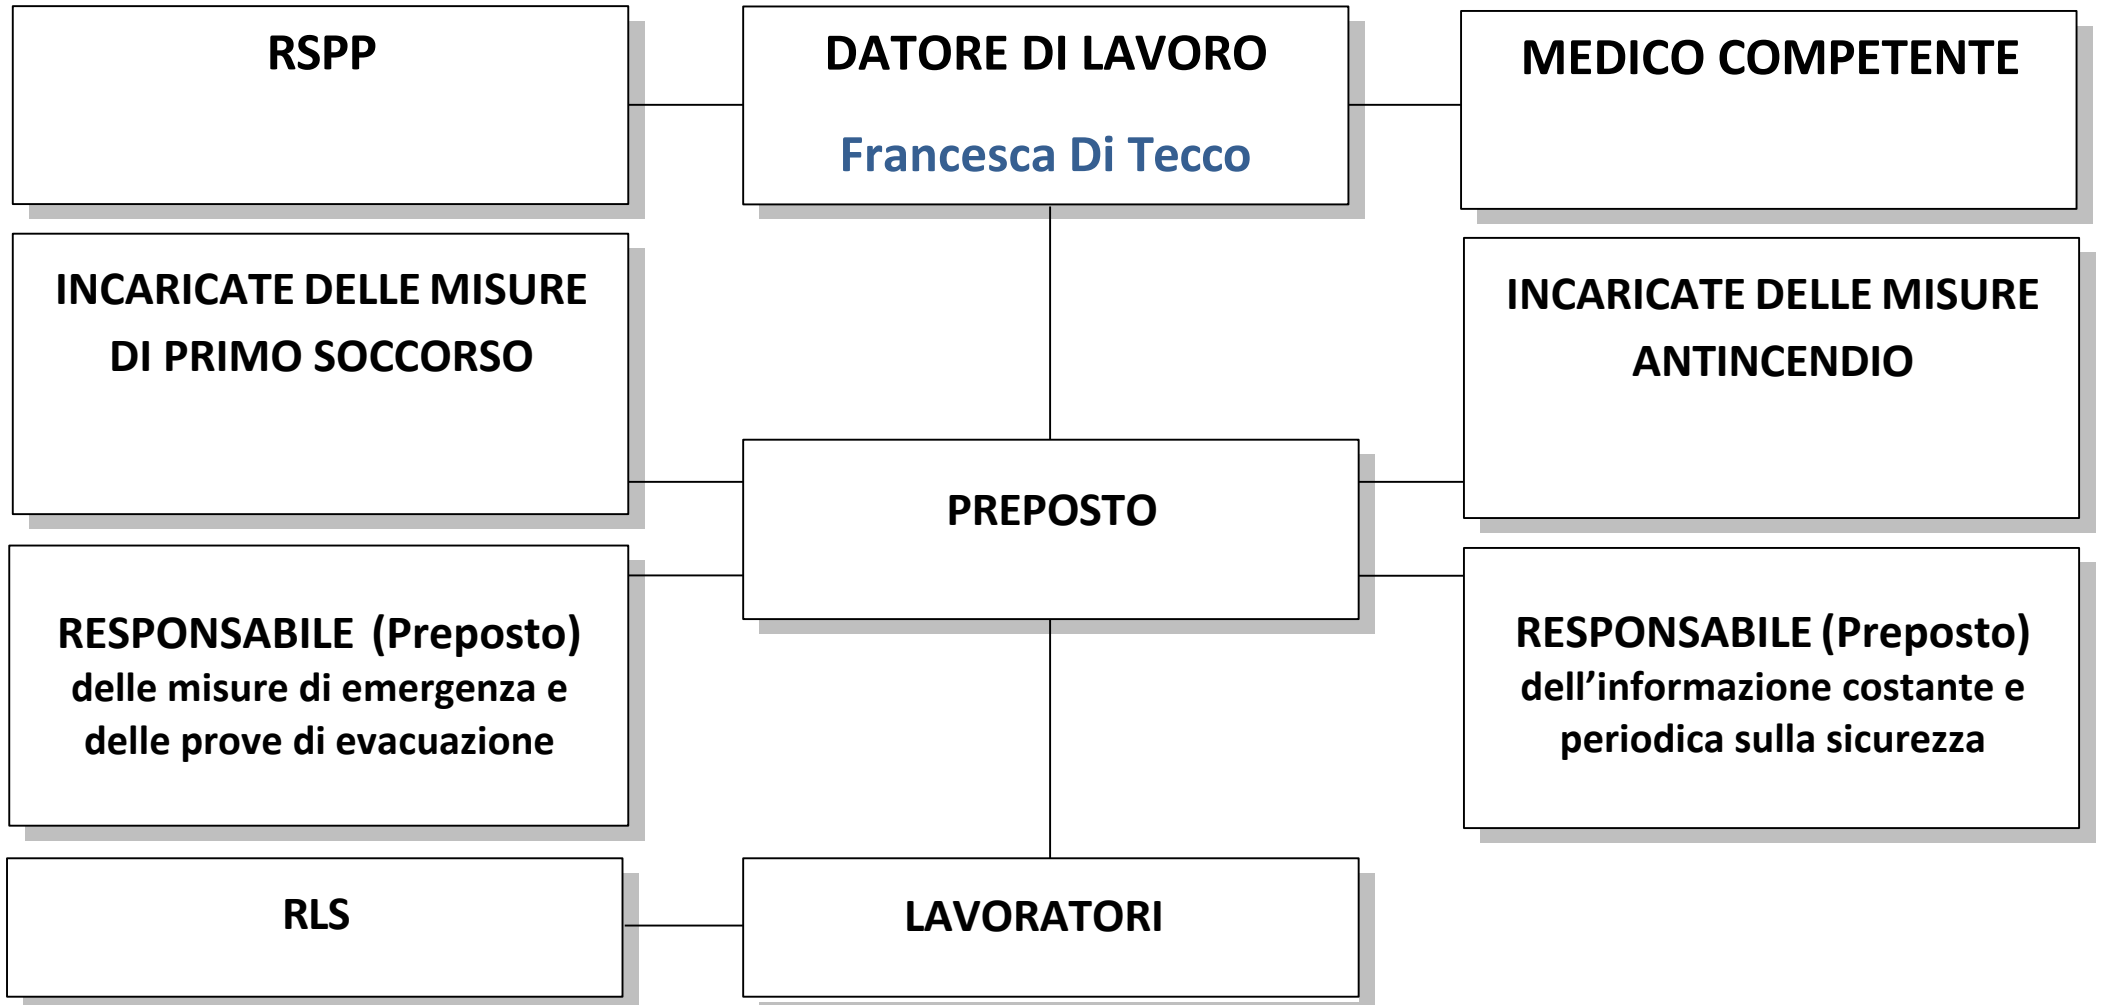 RSPP
DATORE DI LAVORO
Francesca Di Tecco
MEDICO COMPETENTE
INCARICATE DELLE MISURE
DI PRIMO SOCCORSO
INCARICATE DELLE MISURE
ANTINCENDIO
PREPOSTO
RESPONSABILE (Preposto)
delle misure di emergenza e
delle prove di evacuazione
RESPONSABILE (Preposto)
dell’informazione costante e
periodica sulla sicurezza
RLS
LAVORATORI